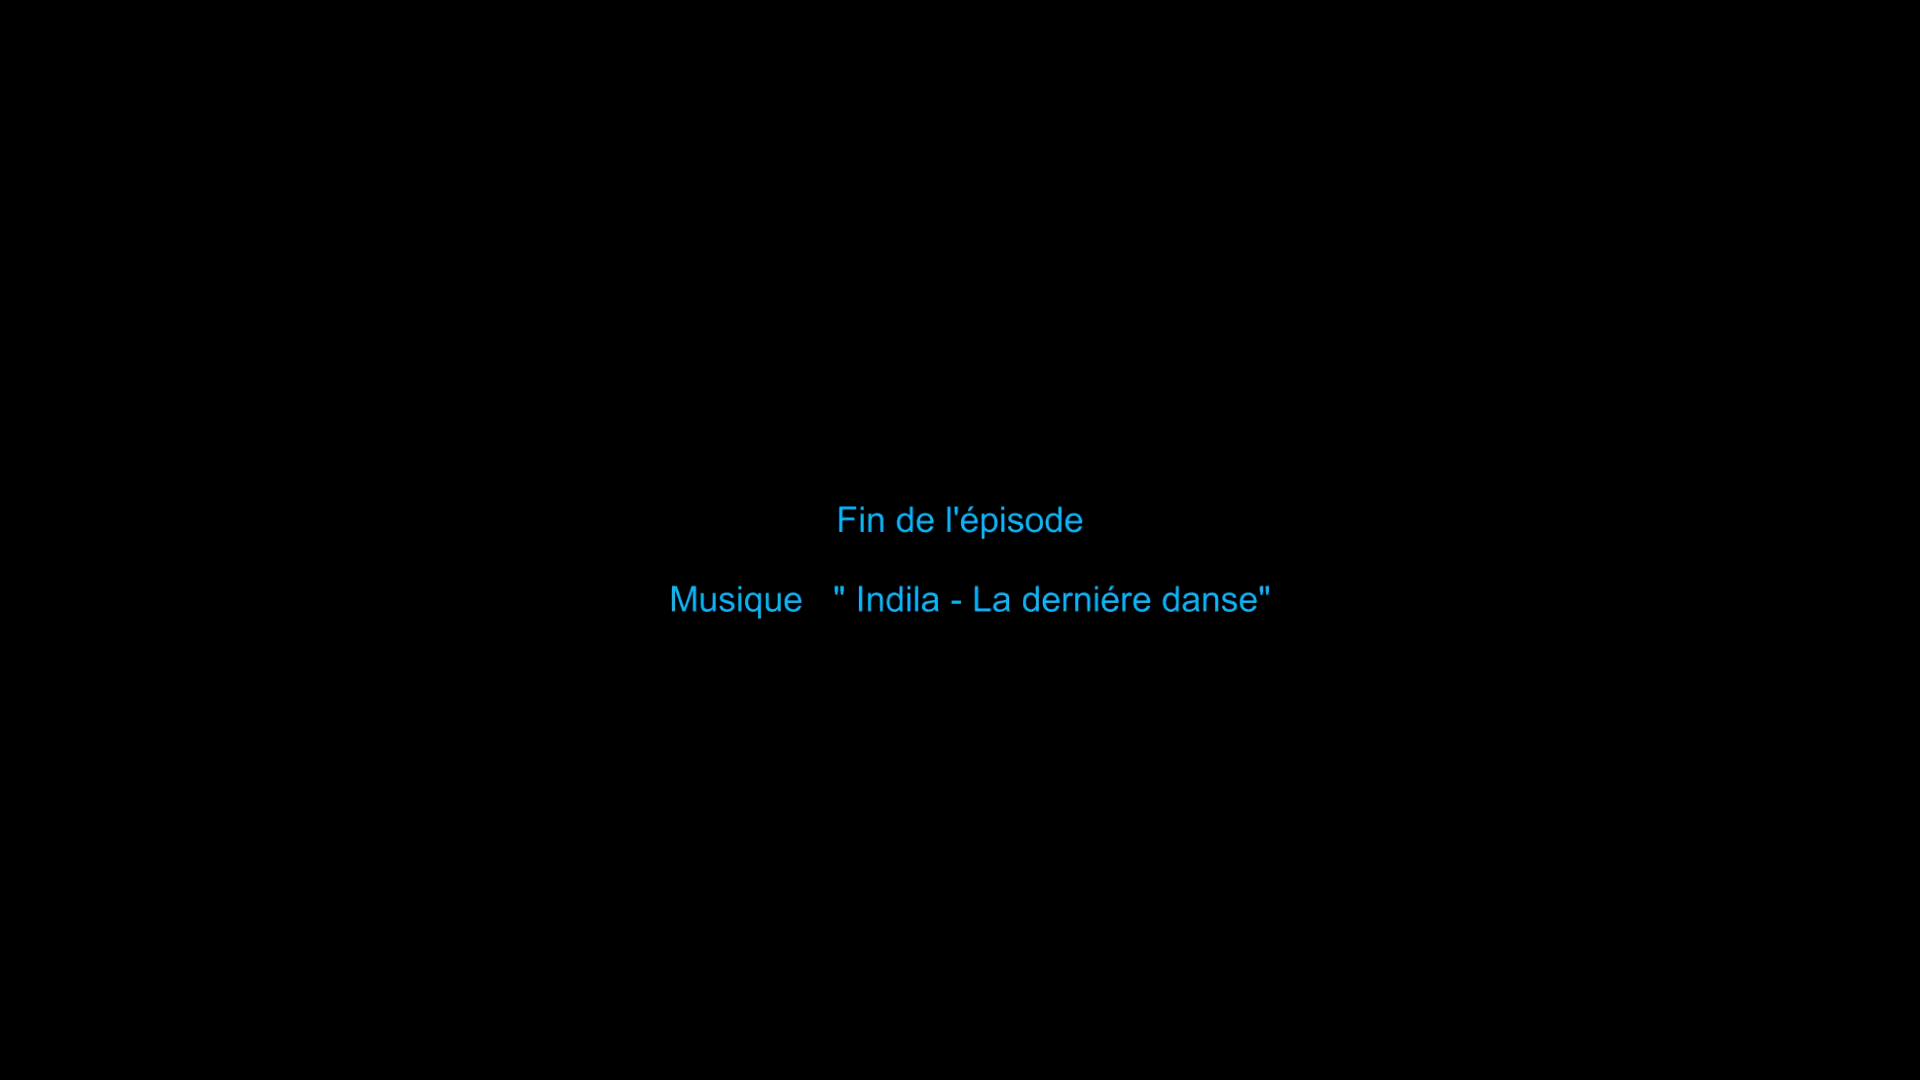 Fin de l'épisode
Musique   " Indila - La derniére danse"